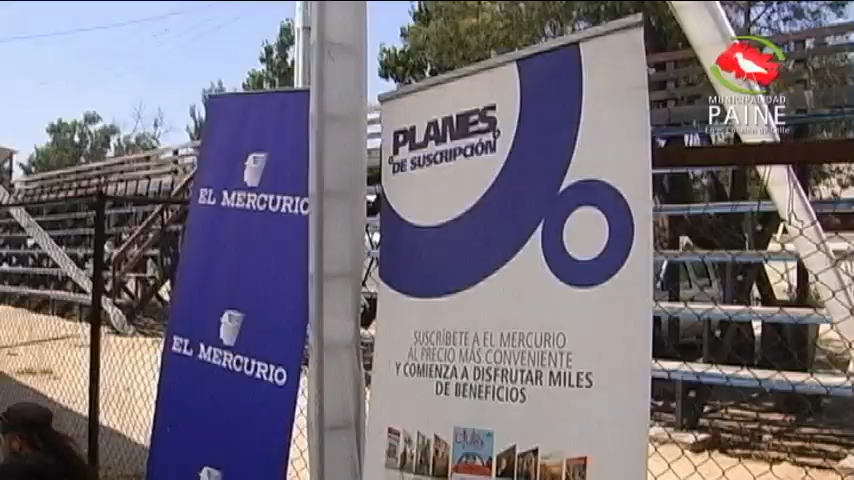 MUNICIPALIDAD
PAINE
EL MERCURIO
EL MERCURIO
PLANES
DE SUSCRIPCIÓN
SUSCRÍBETE A EL MERCURIO
AL PRECIO MÁS CONVENIENTE
Y COMIENZA A DISFRUTAR MILES
DE BENEFICIOS